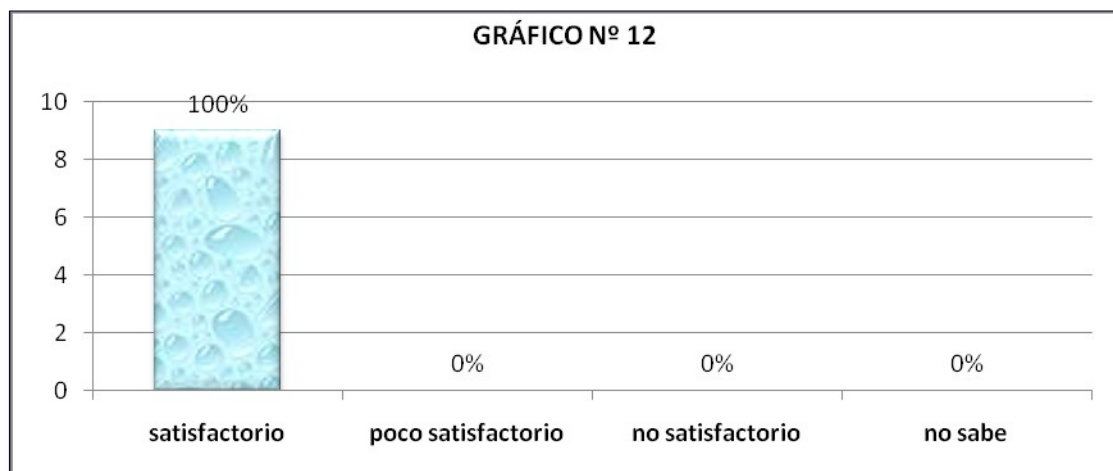 GRÁFICO Nº 12
100%
10
8
6
4
2
0
0%
0%
0%
satisfactorio
poco satisfactorio
no satisfactorio
no sabe